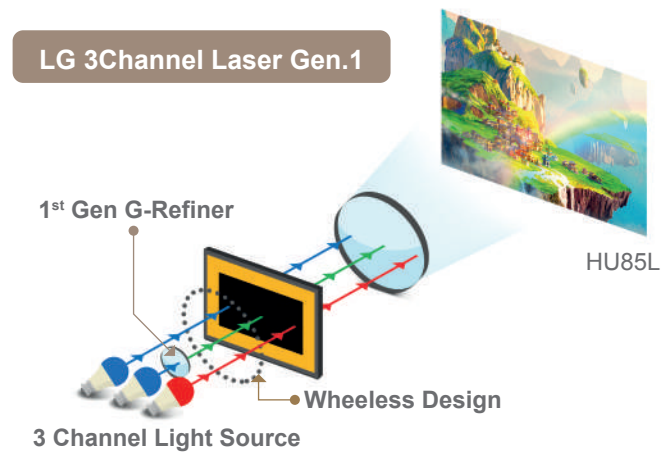 LG 3Channel Laser Gen.1
1st Gen G-Refiner
HU85L
Wheeless Design
3 Channel Light Source